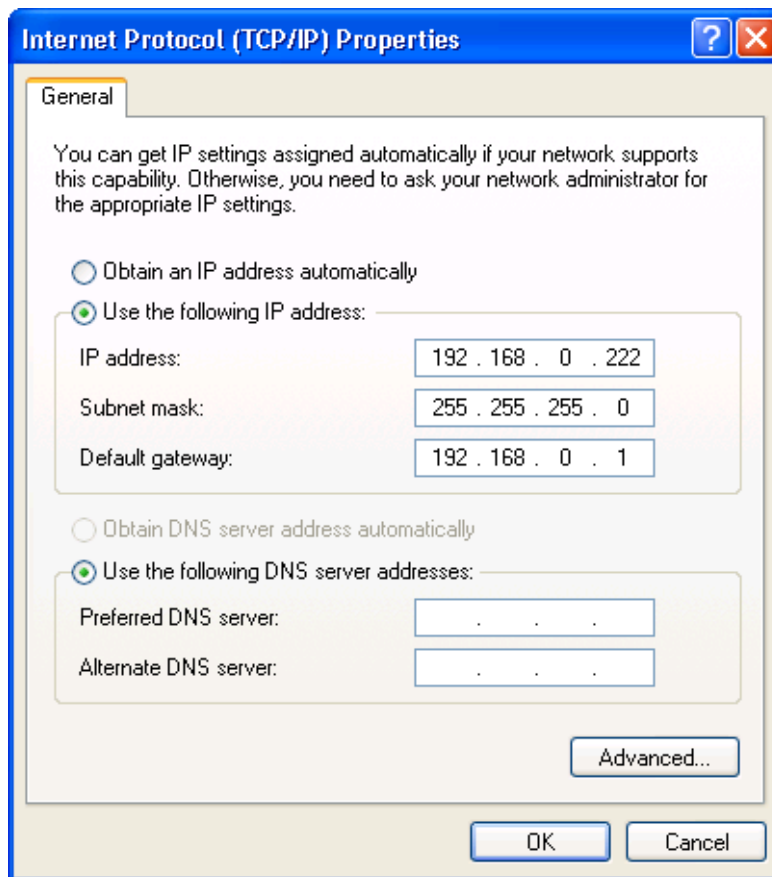 Internet Protocol (TCP/IP) Properties
?
General
You can get IP settings assigned automatically if your network supports
this capability. Otherwise, you need to ask your network administrator for
the appropriate IP settings.
Obtain an IP address automatically
Use the following IP address:
IP address: 192 . 168 . 0 . 222
Subnet mask: 255 . 255 . 255 . 0
Default gateway: 192 . 168 . 0 . 1
Obtain DNS server address automatically
Use the following DNS server addresses:
Preferred DNS server: . . .
Alternate DNS server: . . .
Advanced...
OK Cancel